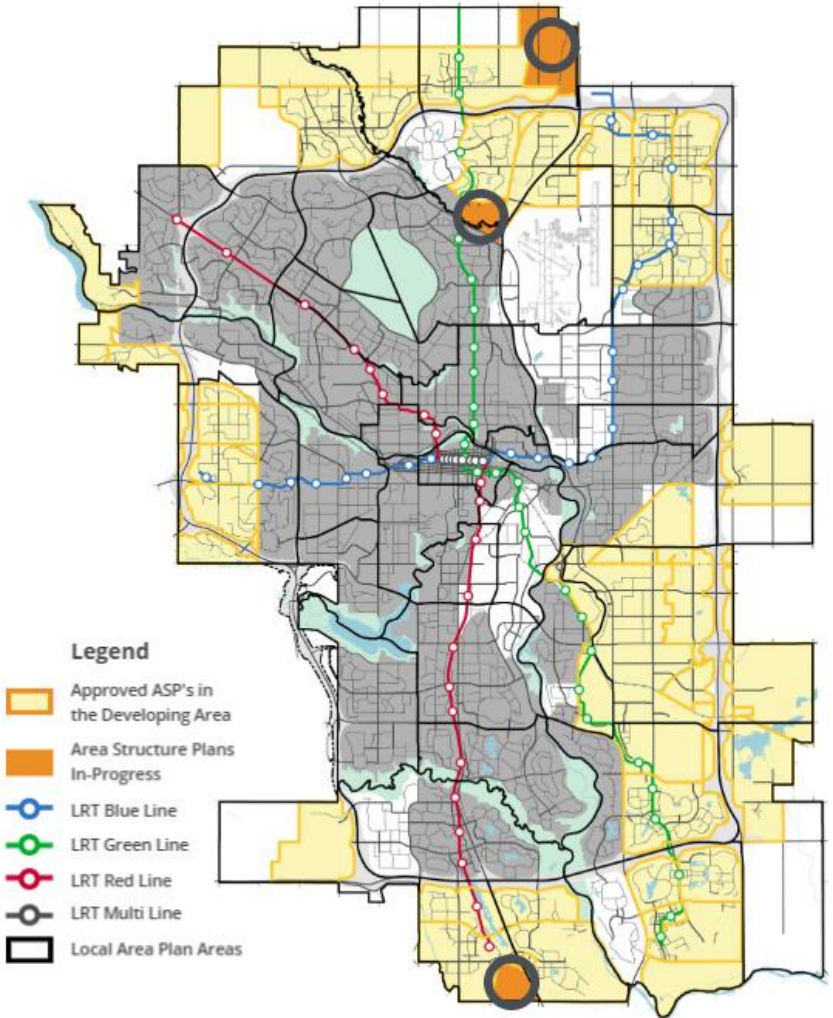 Legend
Approved ASP's in
the Developing Area
Area Structure Plans
In-Progress
LRT Blue Line
LRT Green Line
LRT Red Line
LRT Multi Line
Local Area Plan Areas